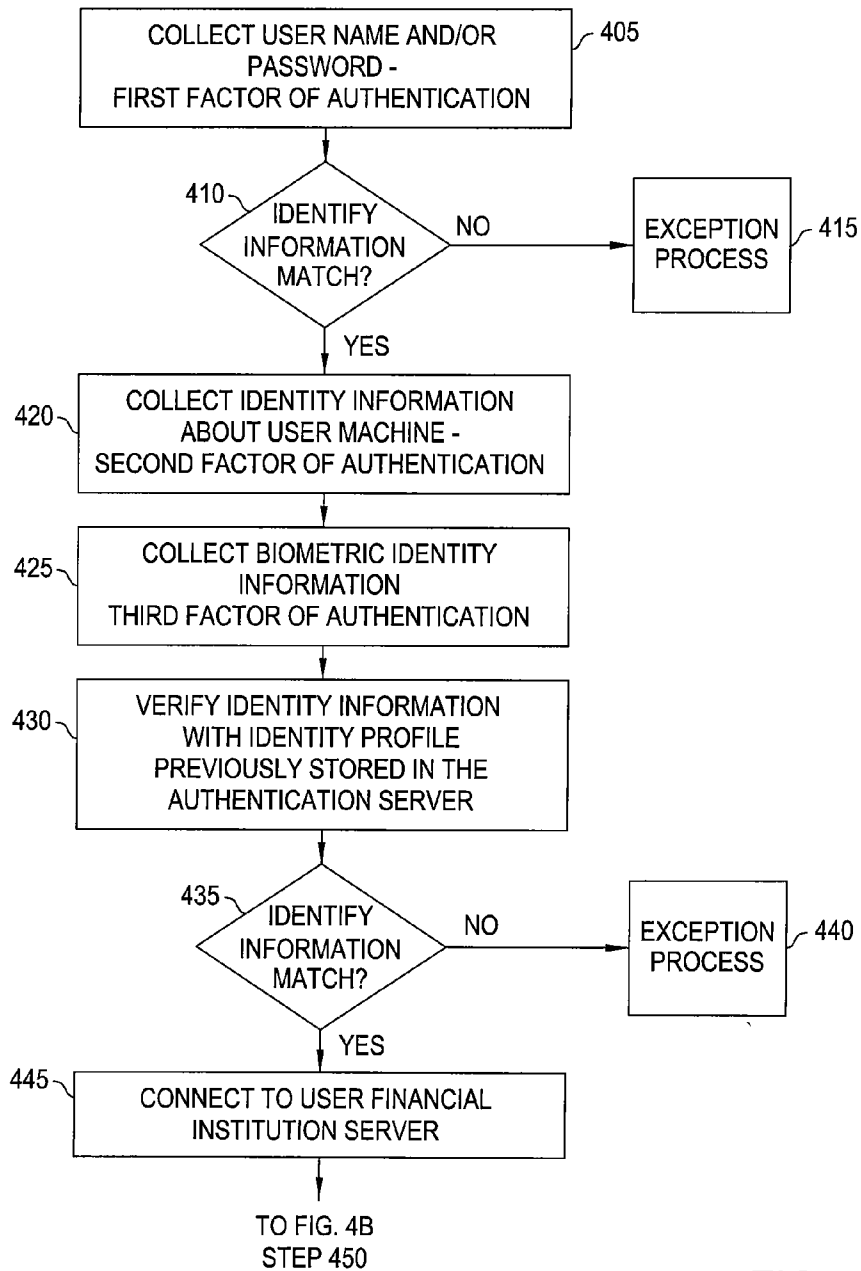 COLLECT USER NAME AND/OR
PASSWORD -
FIRST FACTOR OF AUTHENTICATION
405
410
IDENTIFY
INFORMATION
MATCH?
NO
EXCEPTION
PROCESS
415
YES
420
COLLECT IDENTITY INFORMATION
ABOUT USER MACHINE -
SECOND FACTOR OF AUTHENTICATION
425
COLLECT BIOMETRIC IDENTITY
INFORMATION
THIRD FACTOR OF AUTHENTICATION
430
VERIFY IDENTITY INFORMATION
WITH IDENTITY PROFILE
PREVIOUSLY STORED IN THE
AUTHENTICATION SERVER
435
IDENTIFY
INFORMATION
MATCH?
NO
EXCEPTION
PROCESS
440
YES
445
CONNECT TO USER FINANCIAL
INSTITUTION SERVER
TO FIG. 4B
STEP 450